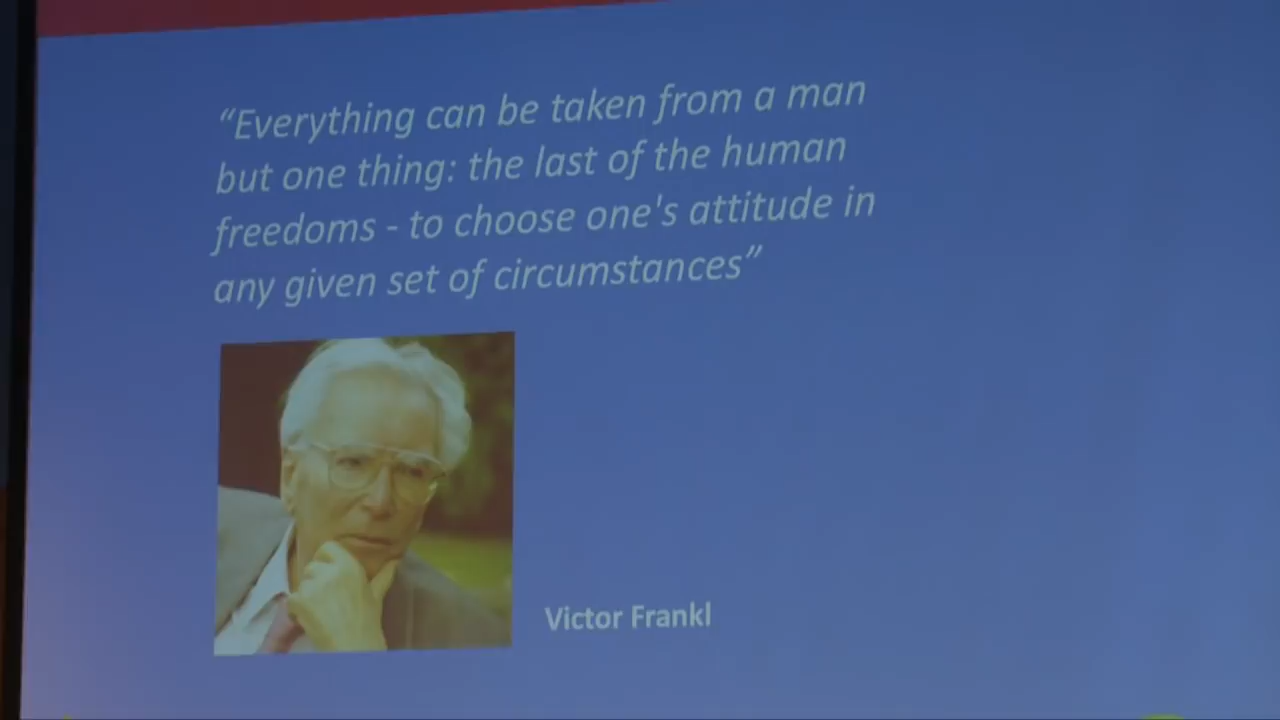 “Everything can be taken from a man
but one thing: the last of the human
freedoms - to choose one's attitude in
any given set of circumstances”
Victor Frankl